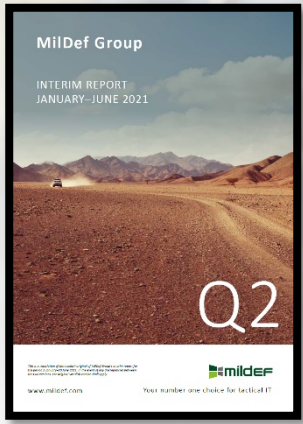 MilDef Group
INTERIM REPORT
JANUARY–JUNE 2021
Q2
mildef
www.mildef.com
Your number one choice for tactical IT